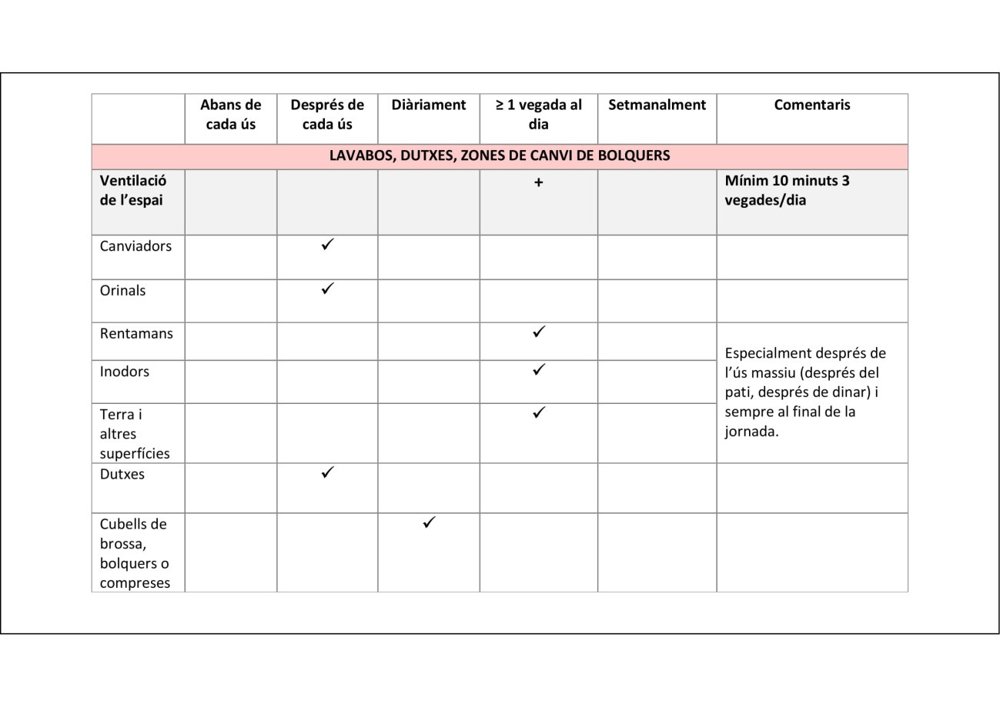 Abans de cada ús
Després de cada ús
Diàriament
≥ 1 vegada al dia
Setmanalment
Comentaris
LAVABOS, DUTXES, ZONES DE CANVI DE BOLQUERS
Ventilació
de l’espai
+
Mínim 10 minuts 3
vegades/dia
Canviadors
✓
Orinals
✓
Rentamans
✓
Especialment després de
l’ús massiu (després del
pati, després de dinar) i
sempre al final de la
jornada.
Inodors
✓
Terra i
altres
superfícies
✓
Dutxes
✓
Cubells de
brossa,
bolquers o
compreses
✓